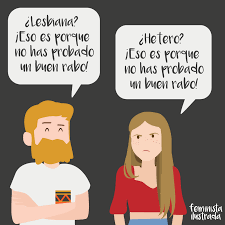 ¿Lesbiana?
¡Eso es porque
no has probado
un buen rabo!
¿Hetero?
¡Eso es porque
no has probado
un buen rabo!
feminista
ilustrada